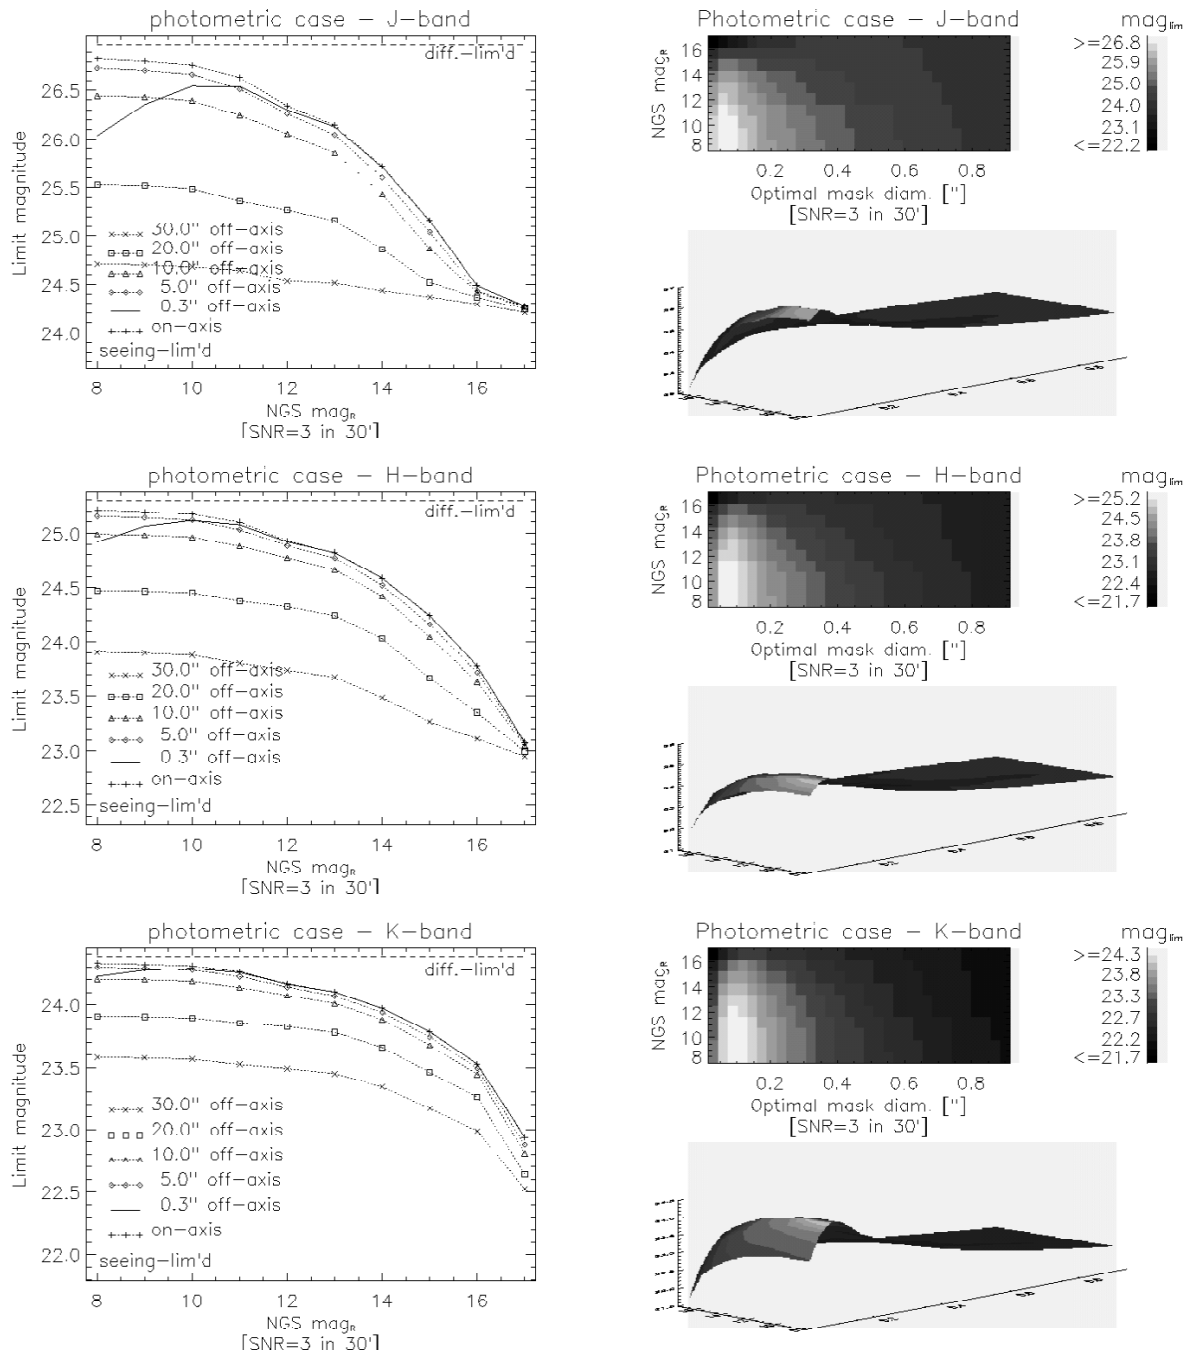 photometric case – J-band
diff.-lim'd
26.5
26.0
25.5
25.0
24.5
24.0
Limit magnitude
30.0" off-axis
20.0" off-axis
10.0" off-axis
5.0" off-axis
0.3" off-axis
on-axis
seeing-lim'd
8 10 12 14 16
NGS mag_R
[SNR=3 in 30']
Photometric case – J-band
mag_lim
16
14
12
10
8
NGS mag_R
>=26.8
25.9
25.0
24.0
23.1
<=22.2
0.2 0.4 0.6 0.8
Optimal mask diam. ["]
[SNR=3 in 30']
photometric case – H-band
diff.-lim'd
25.0
24.5
24.0
23.5
23.0
22.5
Limit magnitude
30.0" off-axis
20.0" off-axis
10.0" off-axis
5.0" off-axis
0.3" off-axis
on-axis
seeing-lim'd
8 10 12 14 16
NGS mag_R
[SNR=3 in 30']
Photometric case – H-band
mag_lim
16
14
12
10
8
NGS mag_R
>=25.2
24.5
23.8
23.1
22.4
<=21.7
0.2 0.4 0.6 0.8
Optimal mask diam. ["]
[SNR=3 in 30']
photometric case – K-band
diff.-lim'd
24.0
23.5
23.0
22.5
22.0
Limit magnitude
30.0" off-axis
20.0" off-axis
10.0" off-axis
5.0" off-axis
0.3" off-axis
on-axis
seeing-lim'd
8 10 12 14 16
NGS mag_R
[SNR=3 in 30']
Photometric case – K-band
mag_lim
16
14
12
10
8
NGS mag_R
>=24.3
23.8
23.3
22.7
22.2
<=21.7
0.2 0.4 0.6 0.8
Optimal mask diam. ["]
[SNR=3 in 30']